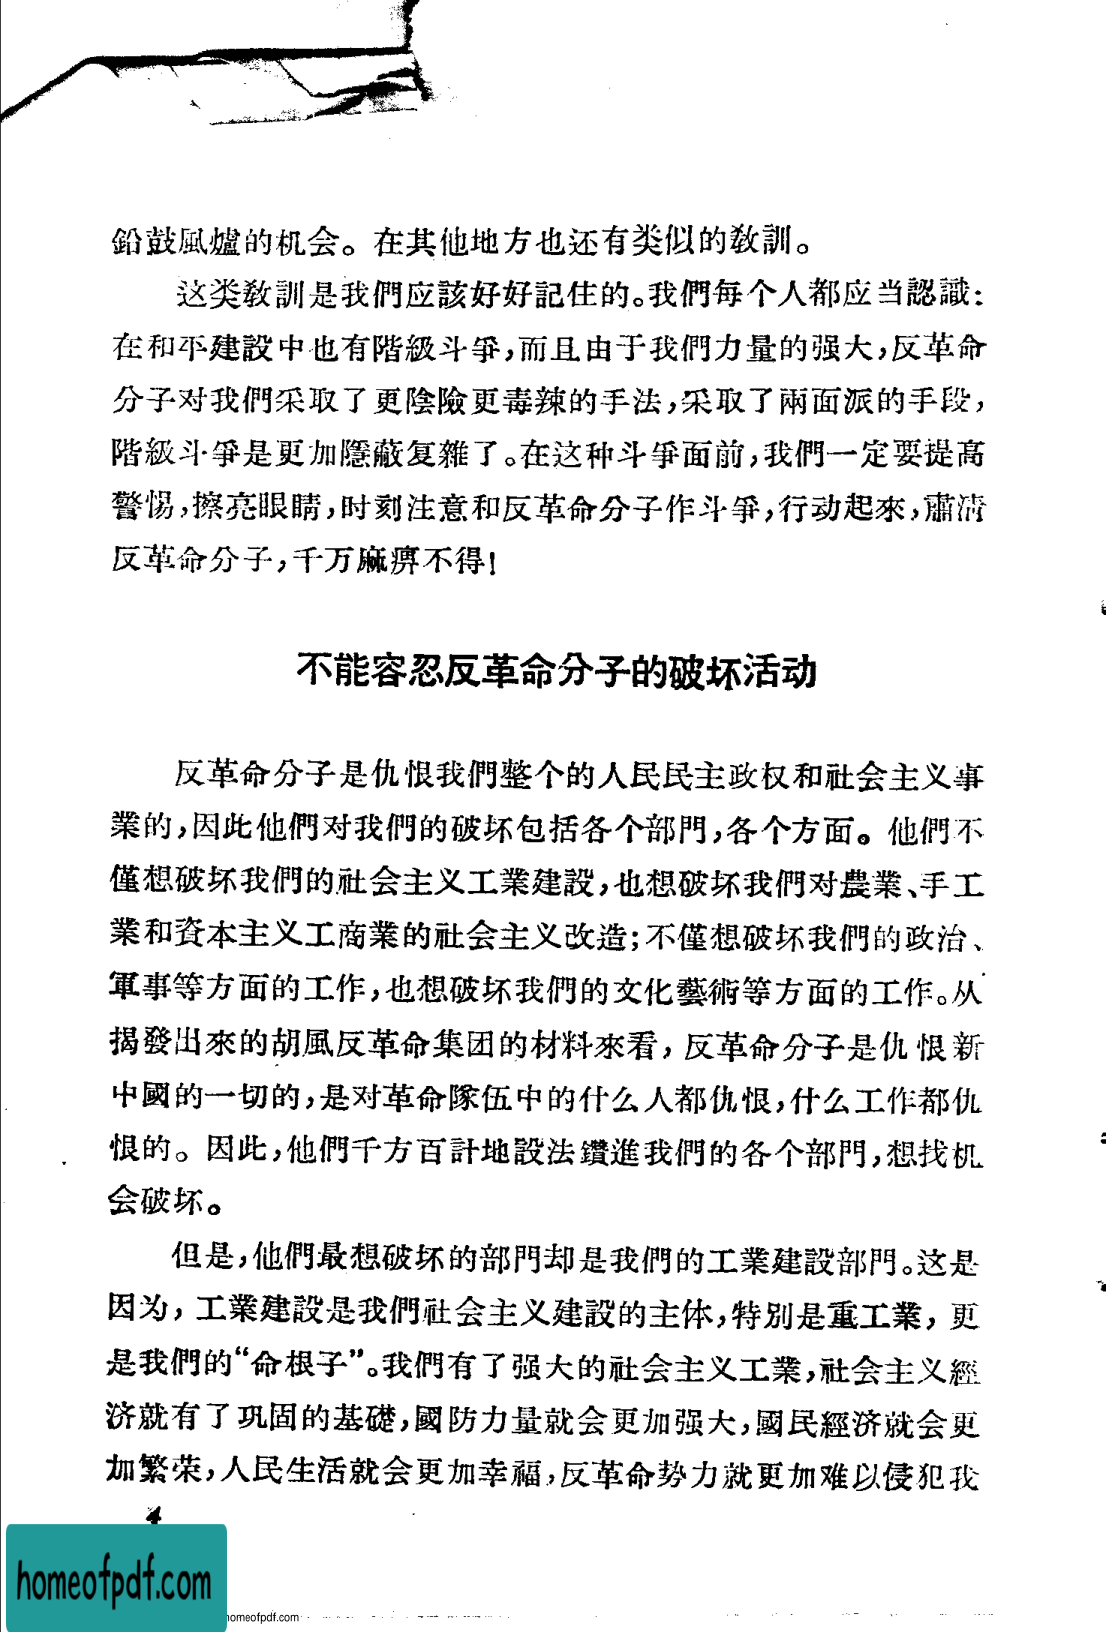 鉛鼓風爐的机会。在其他地方也还有类似的敎訓。
这类敎訓是我們应該好好記住的。我們每个人都应当認識：
在和平建設中也有階級斗爭，而且由于我們力量的强大，反革命
分子对我們采取了更陰險更毒辣的手法，采取了兩面派的手段，
階級斗爭是更加隱蔽复雜了。在这种斗爭面前，我們一定要提高
警惕，擦亮眼睛，时刻注意和反革命分子作斗爭，行动起來，肅清
反革命分子，千万麻痹不得！
不能容忍反革命分子的破坏活动
反革命分子是仇恨我們整个的人民民主政权和社会主义事
業的，因此他們对我們的破坏包括各个部門，各个方面。他們不
僅想破坏我們的社会主义工業建設，也想破坏我們对農業、手工
業和資本主义工商業的社会主义改造；不僅想破坏我們的政治、
軍事等方面的工作，也想破坏我們的文化藝術等方面的工作。从
揭發出來的胡風反革命集团的材料來看，反革命分子是仇恨新
中國的一切的，是对革命隊伍中的什么人都仇恨，什么工作都仇
恨的。因此，他們千方百計地設法鑽進我們的各个部門，想找机
会破坏。
但是，他們最想破坏的部門却是我們的工業建設部門。这是
因为，工業建設是我們社会主义建設的主体，特別是重工業，更
是我們的“命根子”。我們有了强大的社会主义工業，社会主义經
济就有了巩固的基礎，國防力量就会更加强大，國民經济就会更
加繁荣，人民生活就会更加幸福，反革命势力就更加难以侵犯我
4
homeofpdf.com
homeofpdf.com